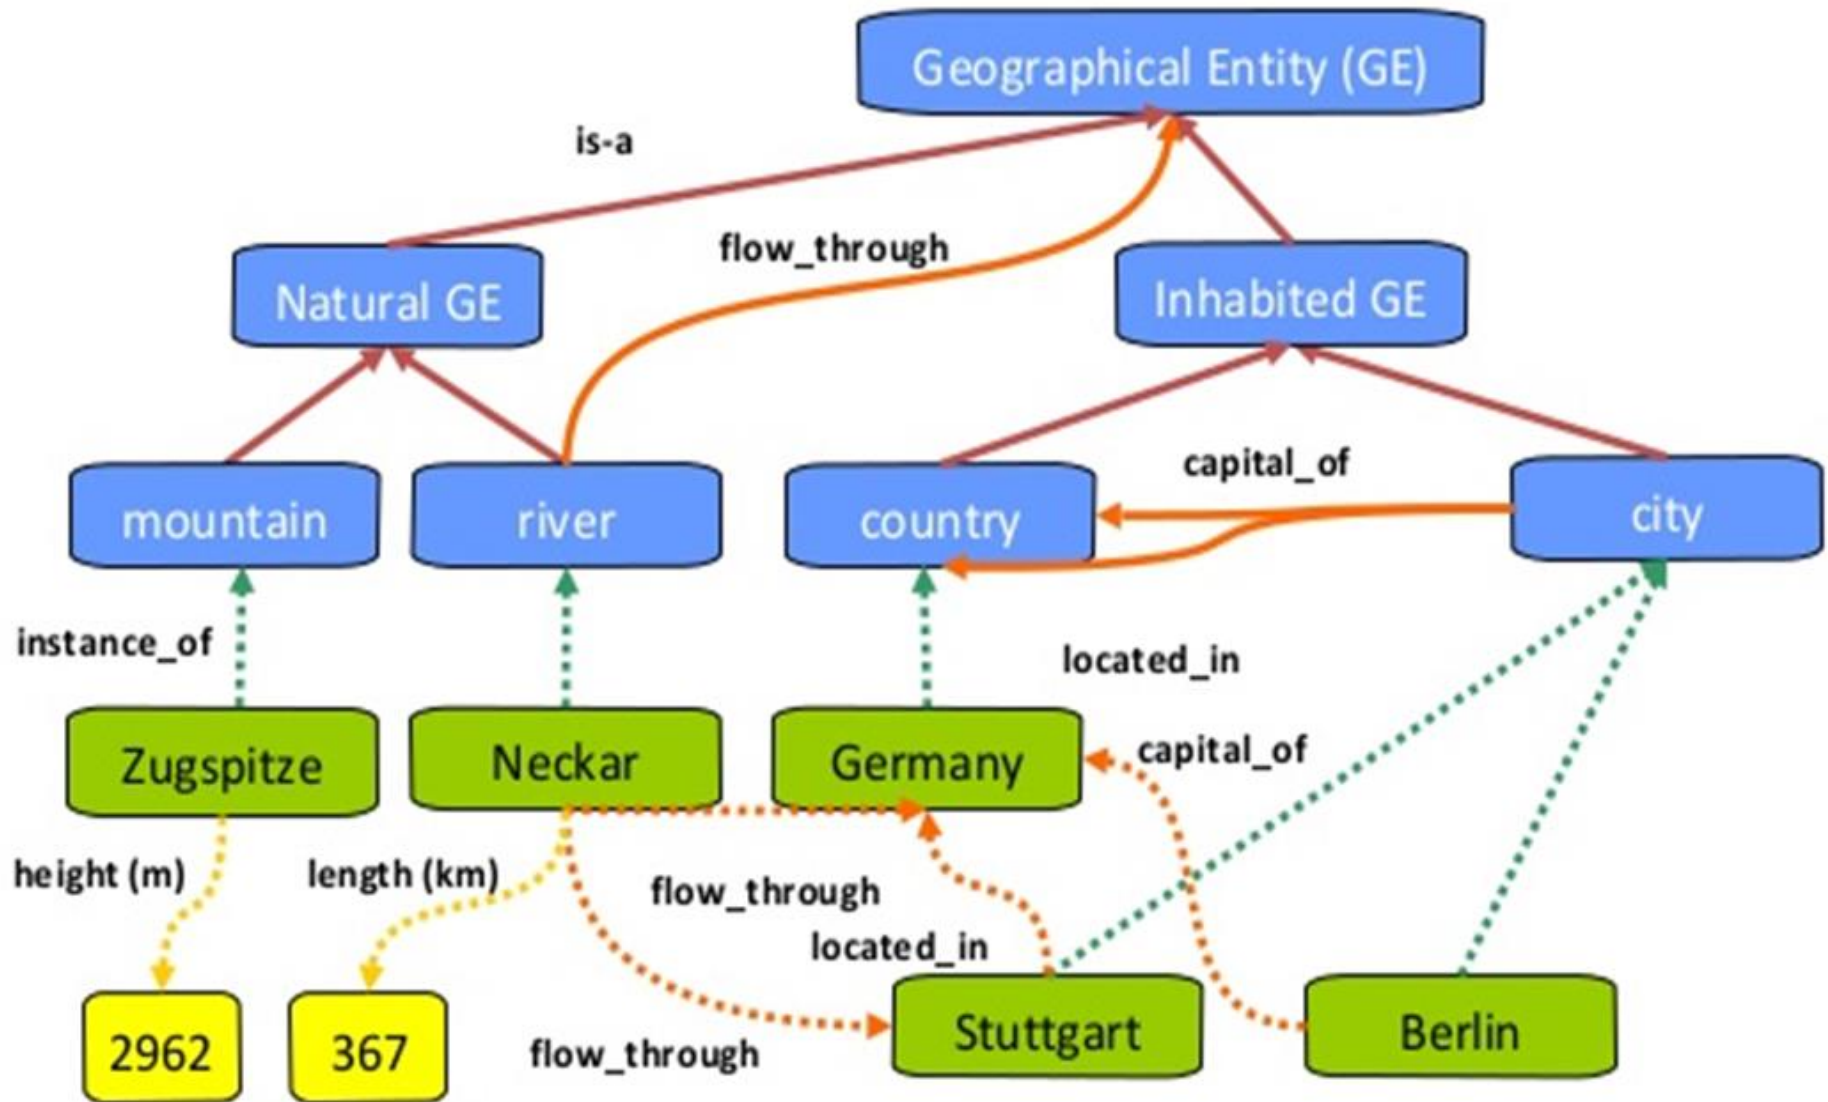 Geographical Entity (GE)
is-a
flow_through
Natural GE
Inhabited GE
capital_of
mountain
river
country
city
instance_of
located_in
Zugspitze
Neckar
Germany
capital_of
height (m)
length (km)
flow_through
located_in
2962
367
flow_through
Stuttgart
Berlin